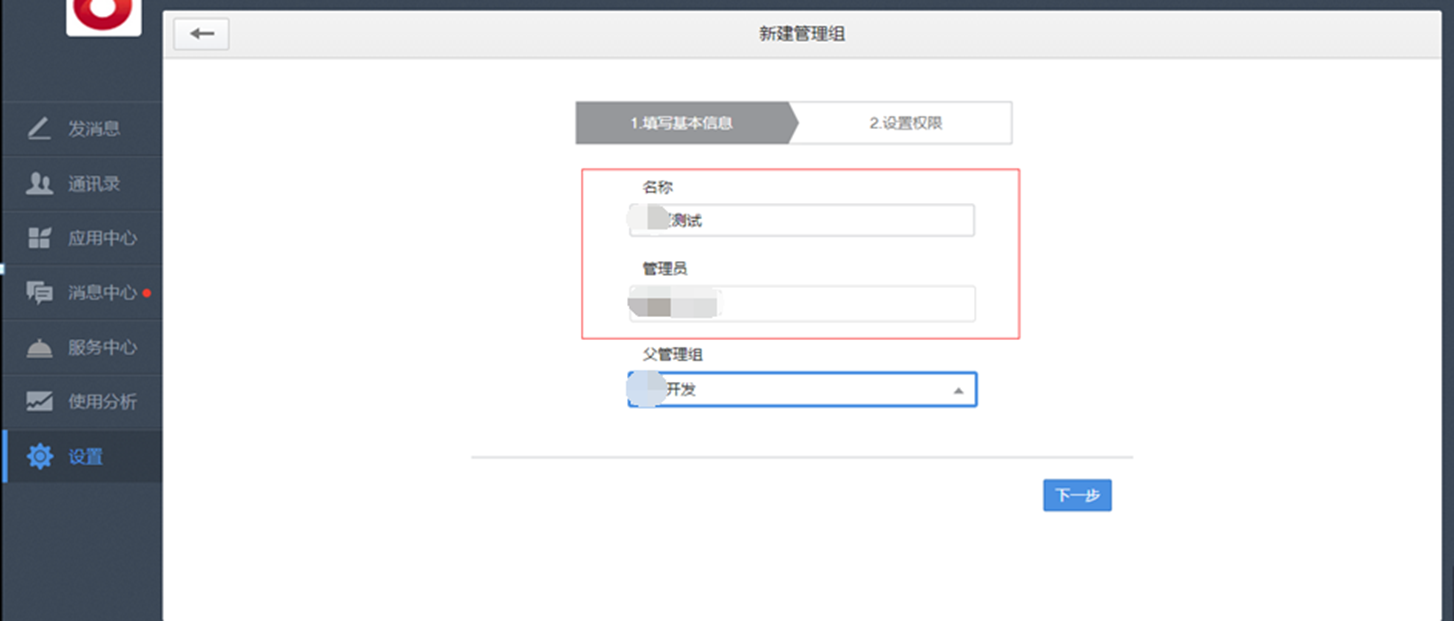 新建管理组
发消息
通讯录
应用中心
消息中心
服务中心
使用分析
设置
1.填写基本信息
2.设置权限
名称
测试
管理员
父管理组
开发
下一步